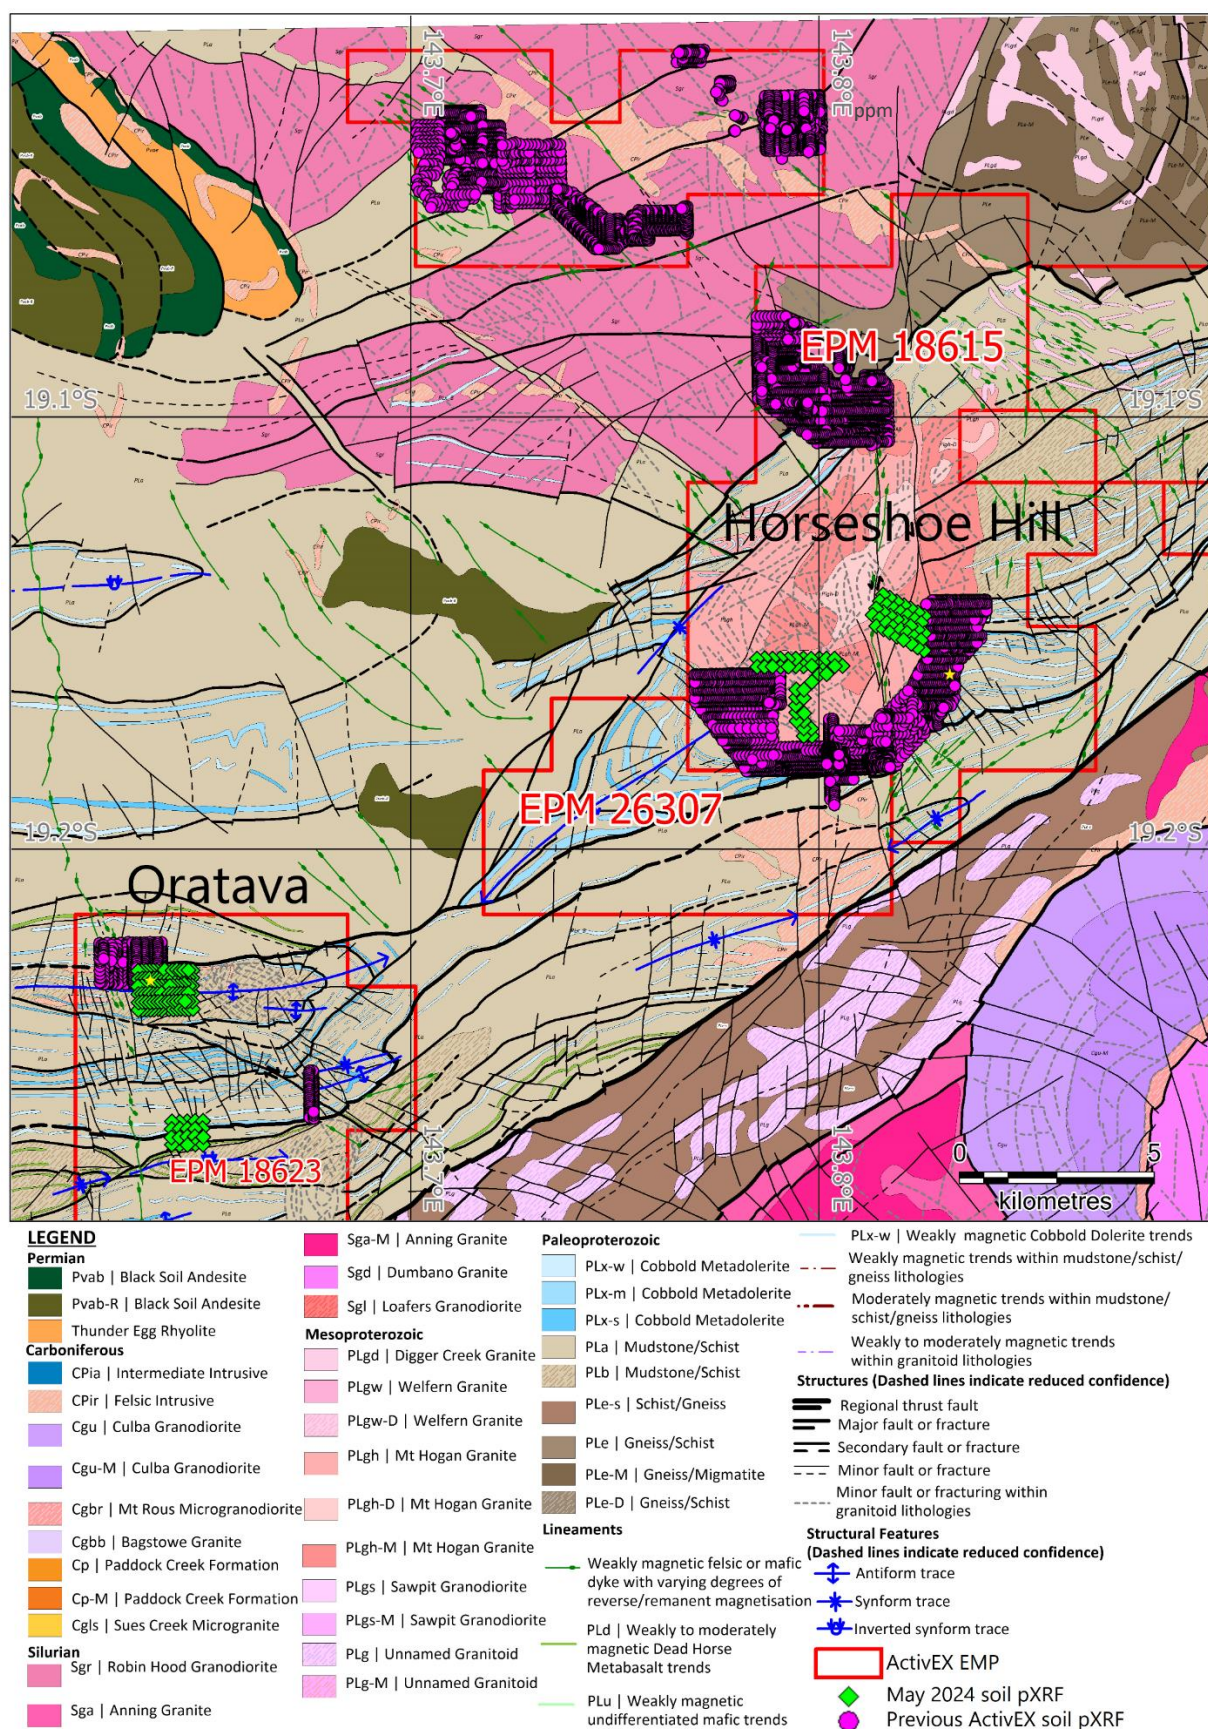 143.7°E
143.8°E
ppm
EPM 18615
19.1°S
19.1°S
Horseshoe Hill
EPM 26307
19.2°S
19.2°S
Oratava
EPM 18623
143.7°E
143.8°E
0 5
kilometres
LEGEND
Permian
Pvab | Black Soil Andesite
Pvab-R | Black Soil Andesite
Thunder Egg Rhyolite
Carboniferous
CPia | Intermediate Intrusive
CPir | Felsic Intrusive
Cgu | Culba Granodiorite
Cgu-M | Culba Granodiorite
Cgbr | Mt Rous Microgranodiorite
Cgbb | Bagstowe Granite
Cp | Paddock Creek Formation
Cp-M | Paddock Creek Formation
Cgls | Sues Creek Microgranite
Silurian
Sgr | Robin Hood Granodiorite
Sga | Anning Granite
Sga-M | Anning Granite
Sgd | Dumbano Granite
Sgl | Loafers Granodiorite
Mesoproterozoic
PLgd | Digger Creek Granite
PLgw | Welfern Granite
PLgw-D | Welfern Granite
PLgh | Mt Hogan Granite
PLgh-D | Mt Hogan Granite
PLgh-M | Mt Hogan Granite
PLgs | Sawpit Granodiorite
PLgs-M | Sawpit Granodiorite
PLg | Unnamed Granitoid
PLg-M | Unnamed Granitoid
Paleoproterozoic
PLx-w | Cobbold Metadolerite
PLx-m | Cobbold Metadolerite
PLx-s | Cobbold Metadolerite
PLa | Mudstone/Schist
PLb | Mudstone/Schist
PLe-s | Schist/Gneiss
PLe | Gneiss/Schist
PLe-M | Gneiss/Migmatite
PLe-D | Gneiss/Schist
Lineaments
Weakly magnetic felsic or mafic
dyke with varying degrees of
reverse/remanent magnetisation
PLd | Weakly to moderately
magnetic Dead Horse
Metabasalt trends
PLu | Weakly magnetic
undifferentiated mafic trends
PLx-w | Weakly magnetic Cobbold Dolerite trends
Weakly magnetic trends within mudstone/schist/
gneiss lithologies
Moderately magnetic trends within mudstone/
schist/gneiss lithologies
Weakly to moderately magnetic trends
within granitoid lithologies
Structures (Dashed lines indicate reduced confidence)
Regional thrust fault
Major fault or fracture
Secondary fault or fracture
Minor fault or fracture
Minor fault or fracturing within
granitoid lithologies
Structural Features
(Dashed lines indicate reduced confidence)
Antiform trace
Synform trace
Inverted synform trace
ActivEX EMP
May 2024 soil pXRF
Previous ActivEX soil pXRF